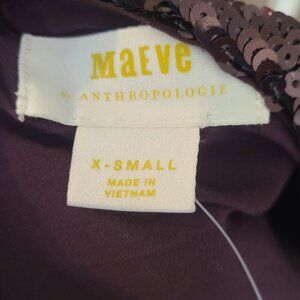 MaEVe
by ANTHROPOLOGIE
X-SMALL
MADE IN
VIETNAM